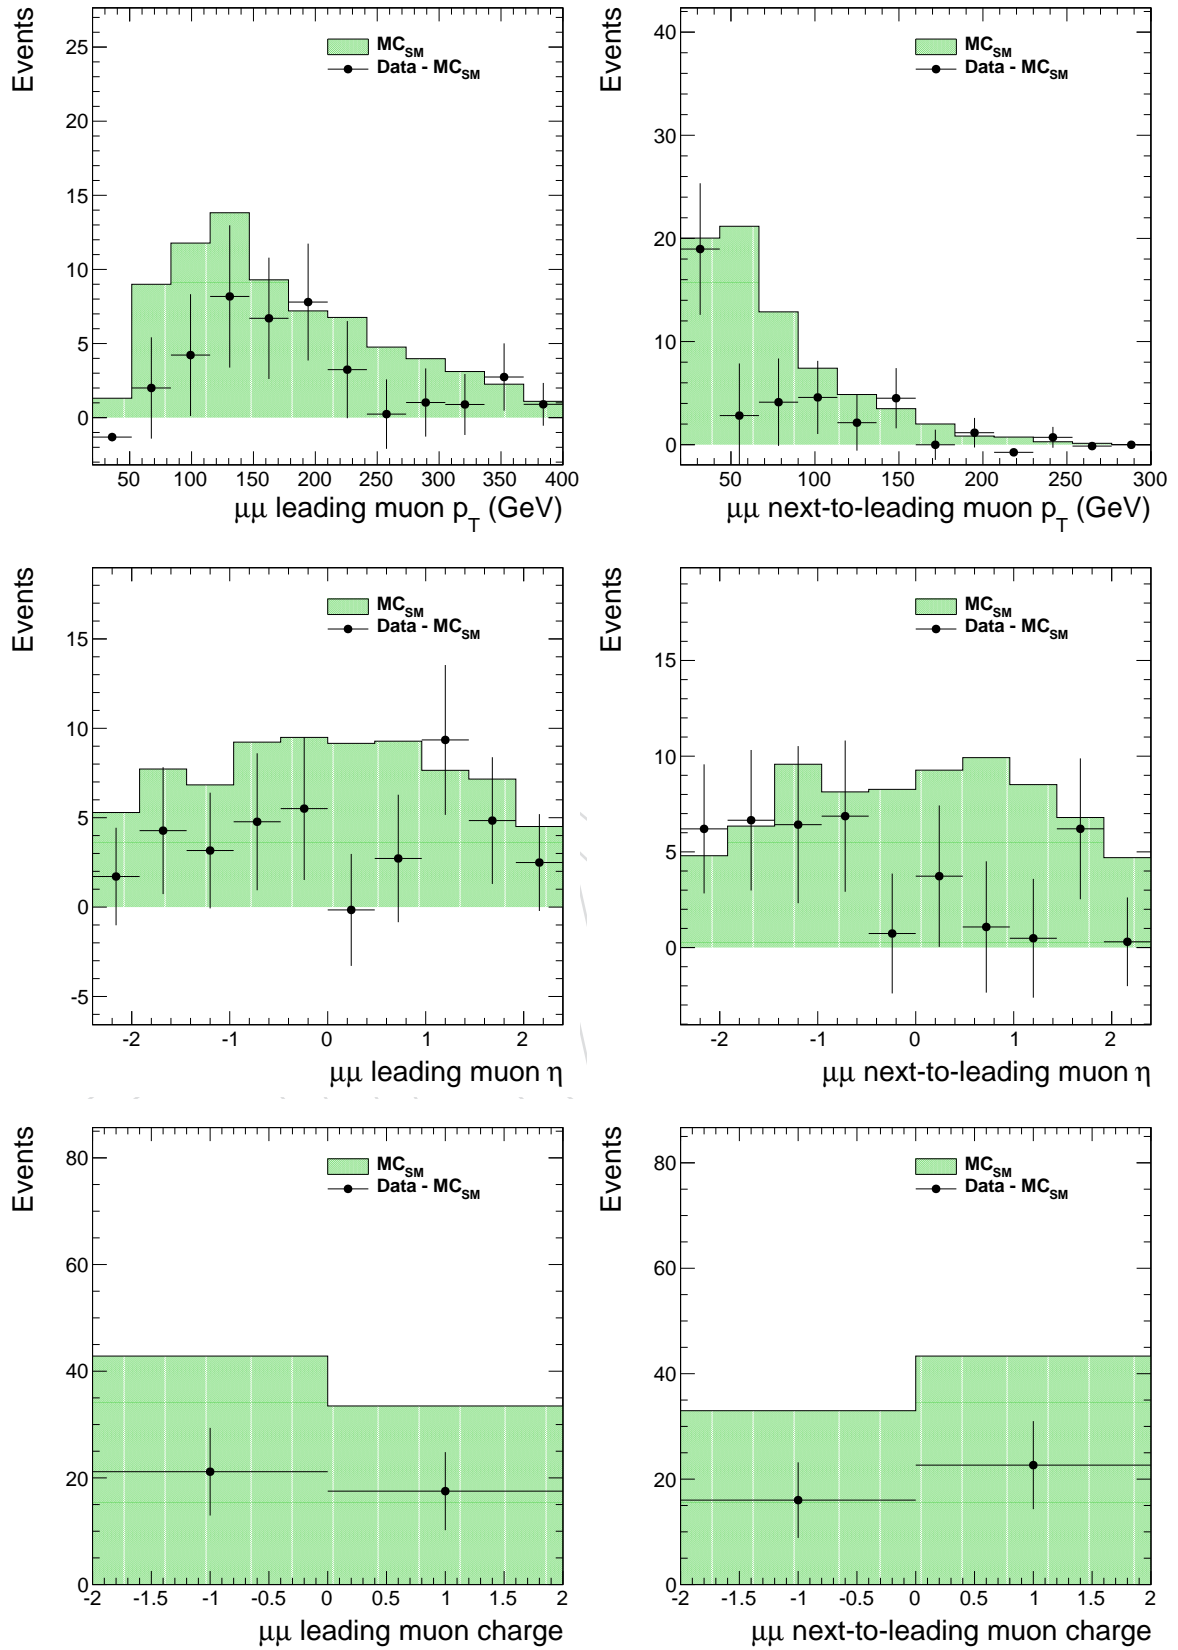 Events
25
20
15
10
5
0
MC_SM
Data - MC_SM
50 100 150 200 250 300 350 400
μμ leading muon p_T (GeV)
Events
40
30
20
10
0
MC_SM
Data - MC_SM
50 100 150 200 250 300
μμ next-to-leading muon p_T (GeV)
Events
15
10
5
0
-5
MC_SM
Data - MC_SM
-2 -1 0 1 2
μμ leading muon η
Events
15
10
5
0
MC_SM
Data - MC_SM
-2 -1 0 1 2
μμ next-to-leading muon η
Events
80
60
40
20
0
MC_SM
Data - MC_SM
-2 -1.5 -1 -0.5 0 0.5 1 1.5 2
μμ leading muon charge
Events
80
60
40
20
0
MC_SM
Data - MC_SM
-2 -1.5 -1 -0.5 0 0.5 1 1.5 2
μμ next-to-leading muon charge